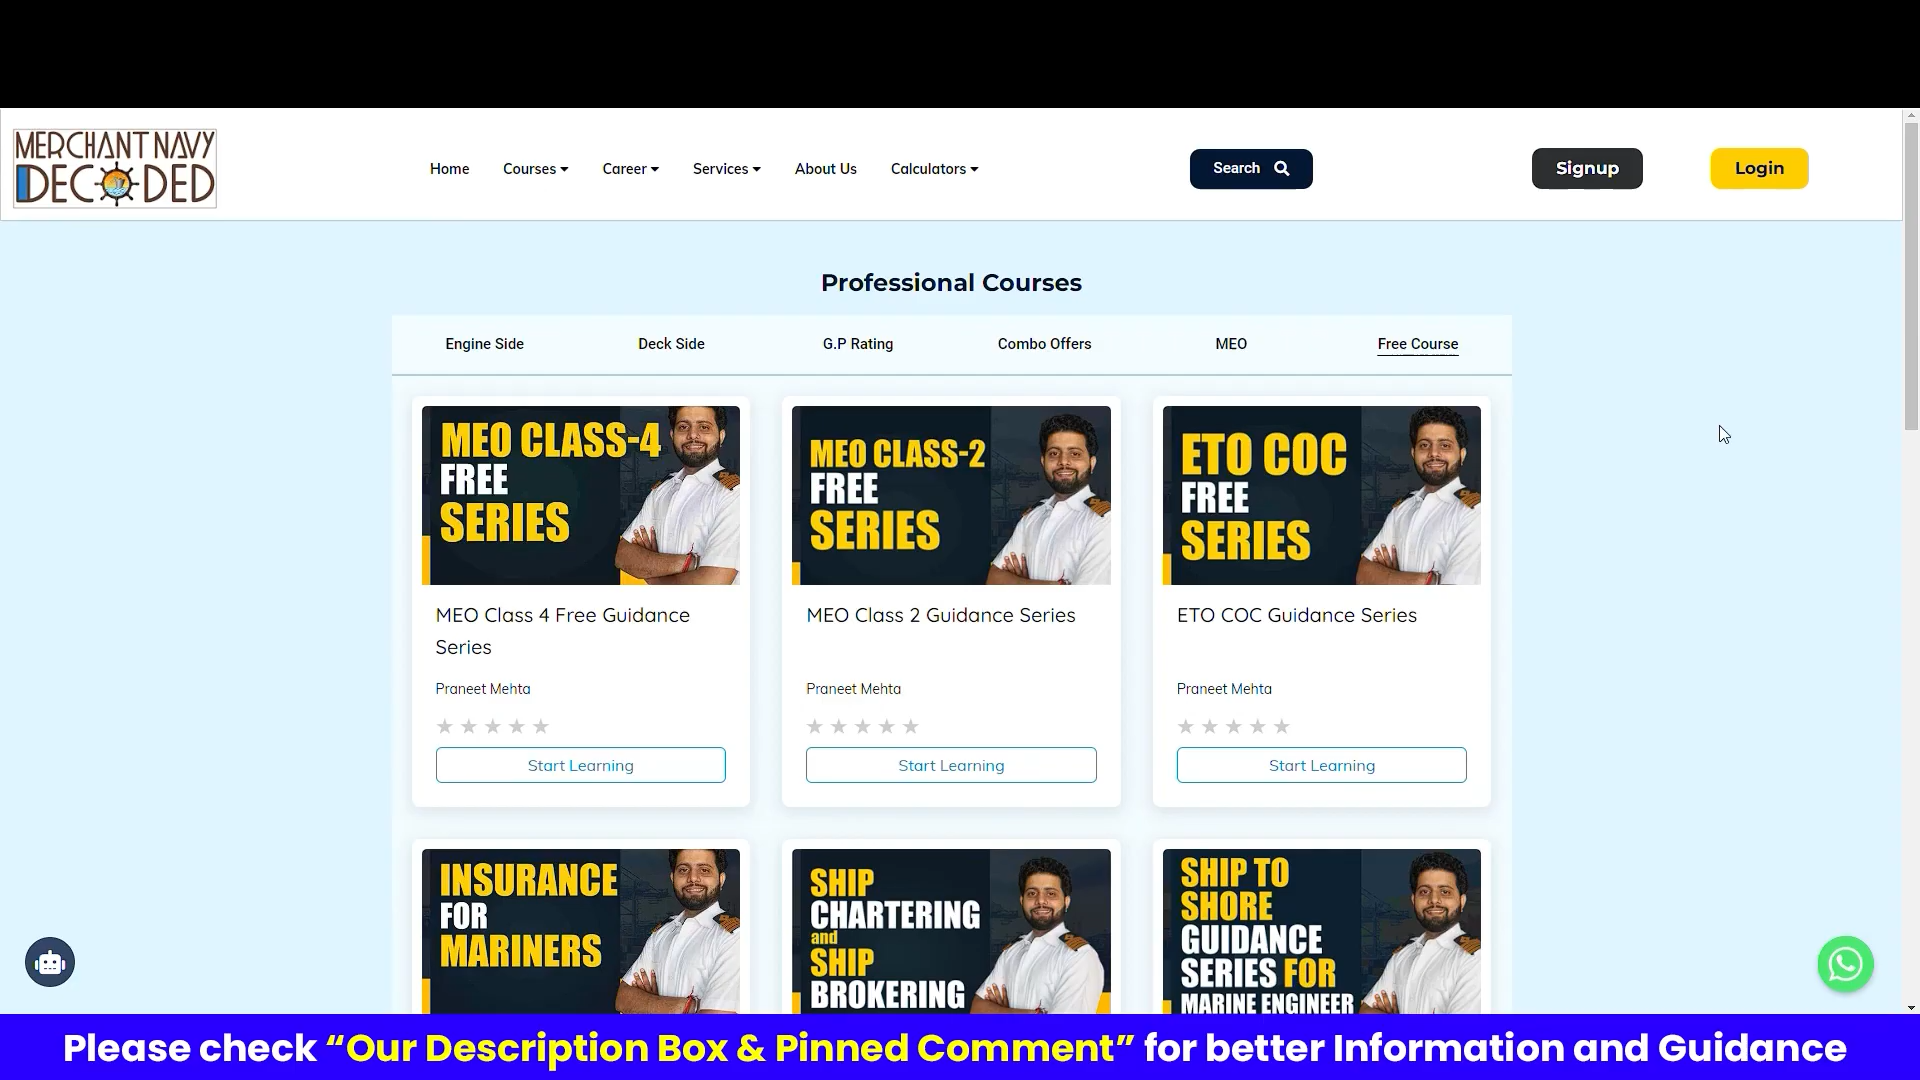 MERCHANT NAVY
DECODED
Home
Courses
Career
Services
About Us
Calculators
Search
Signup
Login
Professional Courses
Engine Side
Deck Side
G.P Rating
Combo Offers
MEO
Free Course
MEO CLASS-4
FREE
SERIES
MEO Class 4 Free Guidance
Series
Praneet Mehta
Start Learning
MEO CLASS-2
FREE
SERIES
MEO Class 2 Guidance Series
Praneet Mehta
Start Learning
ETO COC
FREE
SERIES
ETO COC Guidance Series
Praneet Mehta
Start Learning
INSURANCE
FOR
MARINERS
SHIP
CHARTERING
and
SHIP
BROKERING
SHIP TO
SHORE
GUIDANCE
SERIES FOR
MARINE ENGINEER
Please check “Our Description Box & Pinned Comment” for better Information and Guidance